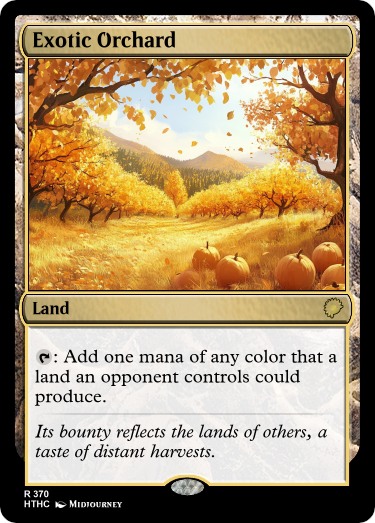 Exotic Orchard
Land
: Add one mana of any color that a
land an opponent controls could
produce.
Its bounty reflects the lands of others, a
taste of distant harvests.
R 370
HTHC Midjourney